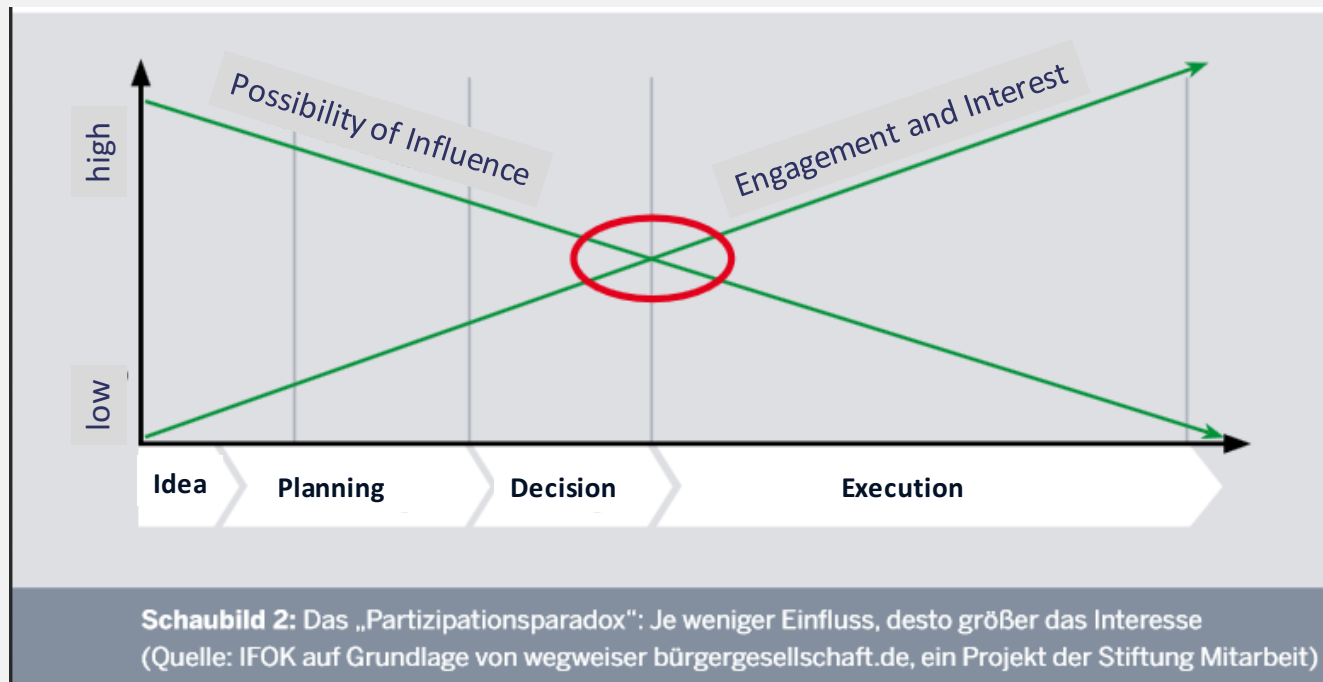 Possibility of Influence
Engagement and Interest
high
low
Idea
Planning
Decision
Execution
Schaubild 2: Das „Partizipationsparadox“: Je weniger Einfluss, desto größer das Interesse
(Quelle: IFOK auf Grundlage von wegweiser bürgergesellschaft.de, ein Projekt der Stiftung Mitarbeit)